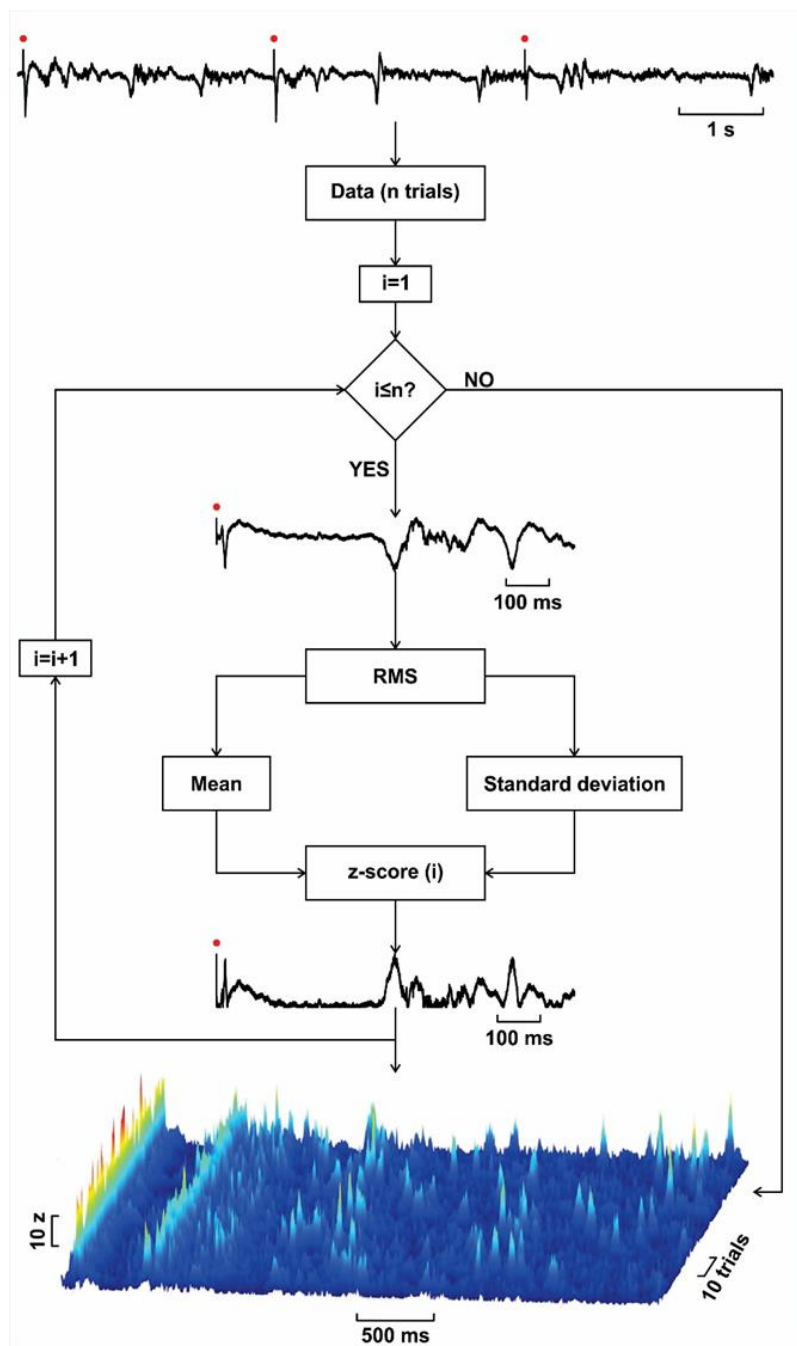 1 s
Data (n trials)
i=1
i≤n?
NO
YES
100 ms
i=i+1
RMS
Mean
Standard deviation
z-score (i)
100 ms
10 z
10 trials
500 ms